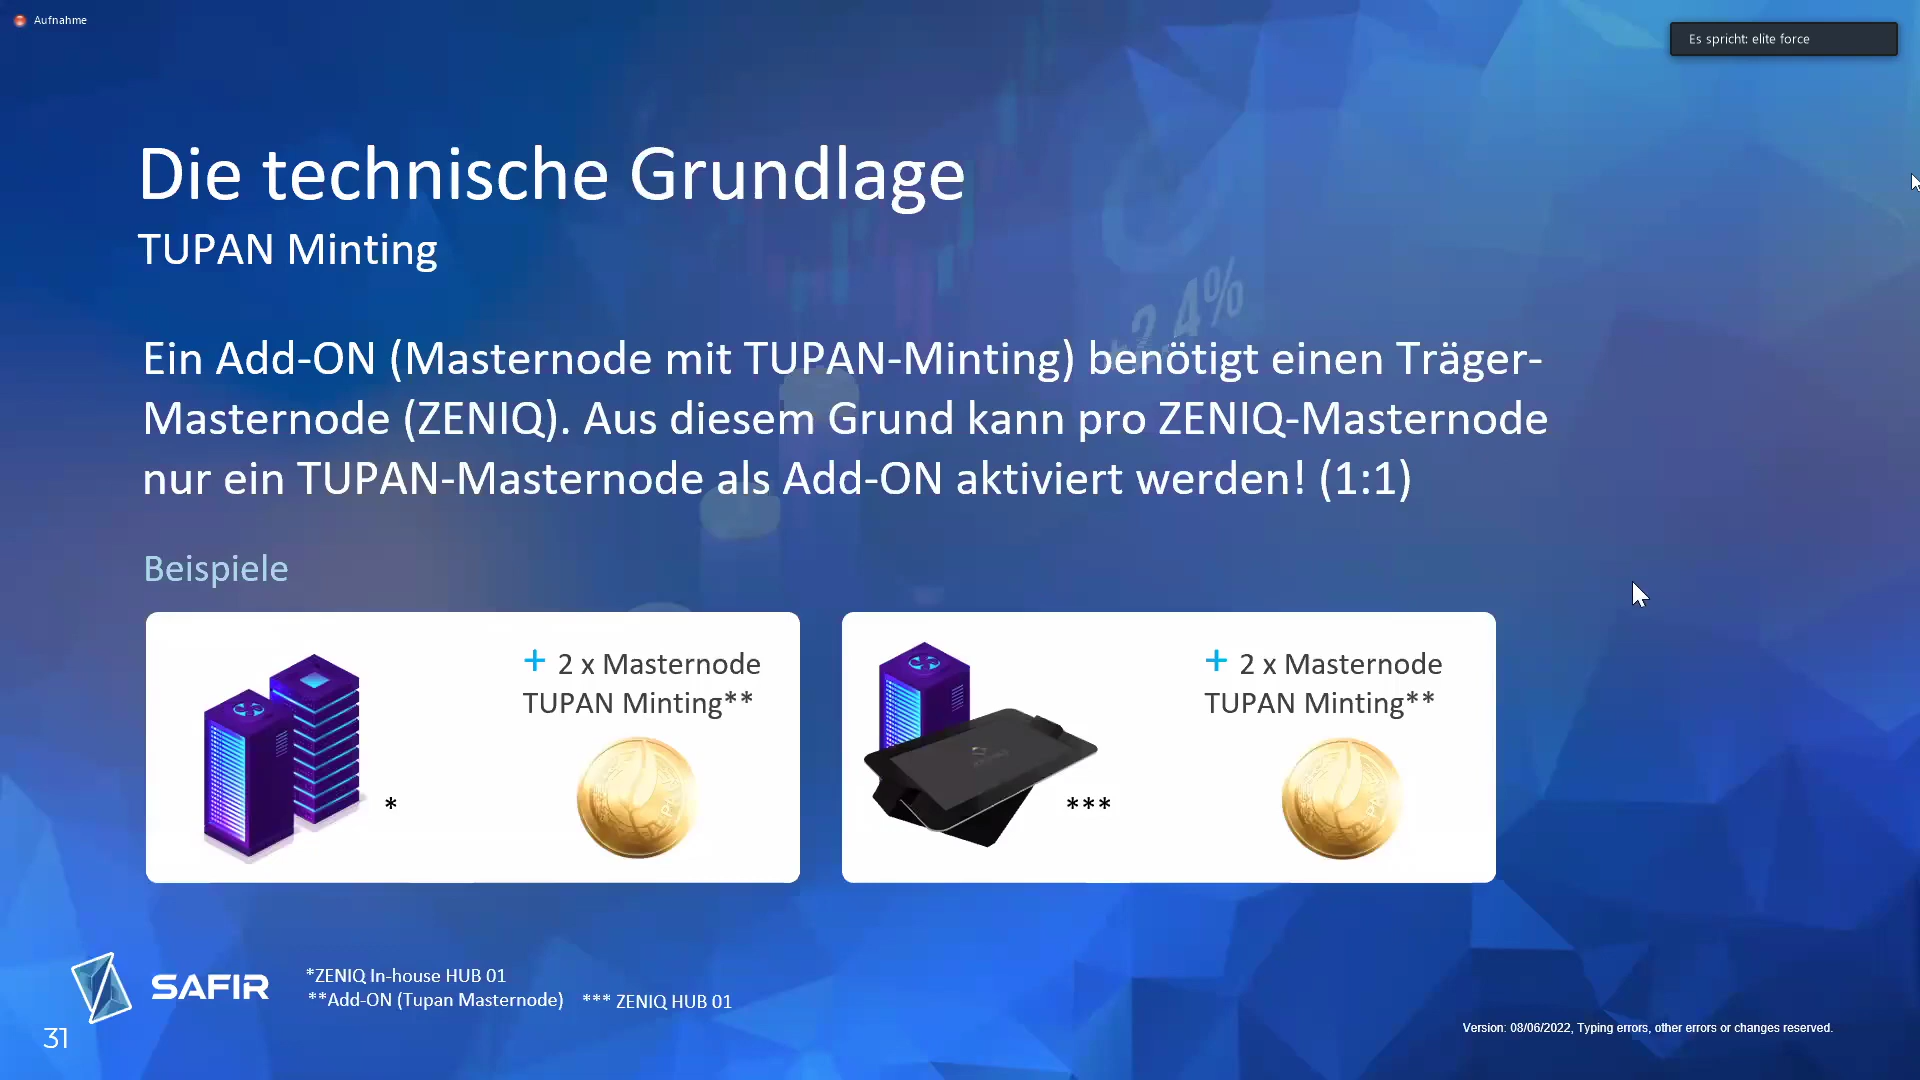 Aufnahme
Es spricht: elite force
Die technische Grundlage
TUPAN Minting
Ein Add-ON (Masternode mit TUPAN-Minting) benötigt einen Träger-
Masternode (ZENIQ). Aus diesem Grund kann pro ZENIQ-Masternode
nur ein TUPAN-Masternode als Add-ON aktiviert werden! (1:1)
Beispiele
+ 2 x Masternode
TUPAN Minting**
*
+ 2 x Masternode
TUPAN Minting**
***
SAFIR
*ZENIQ In-house HUB 01
**Add-ON (Tupan Masternode) *** ZENIQ HUB 01
31
Version: 08/06/2022, Typing errors, other errors or changes reserved.